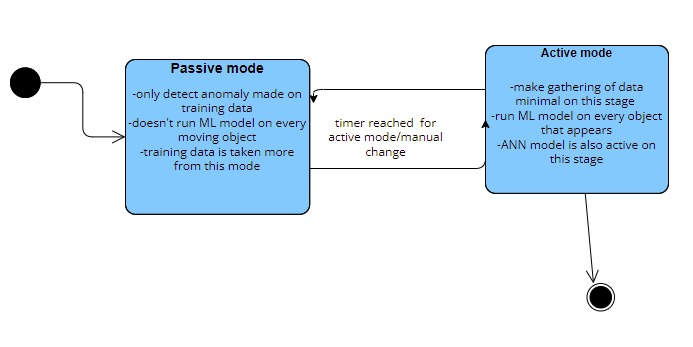 Passive mode
-only detect anomaly made on
training data
-doesn't run ML model on every
moving object
-training data is taken more
from this mode
timer reached for
active mode/manual
change
Active mode
-make gathering of data
minimal on this stage
-run ML model on every object
that appears
-ANN model is also active on
this stage